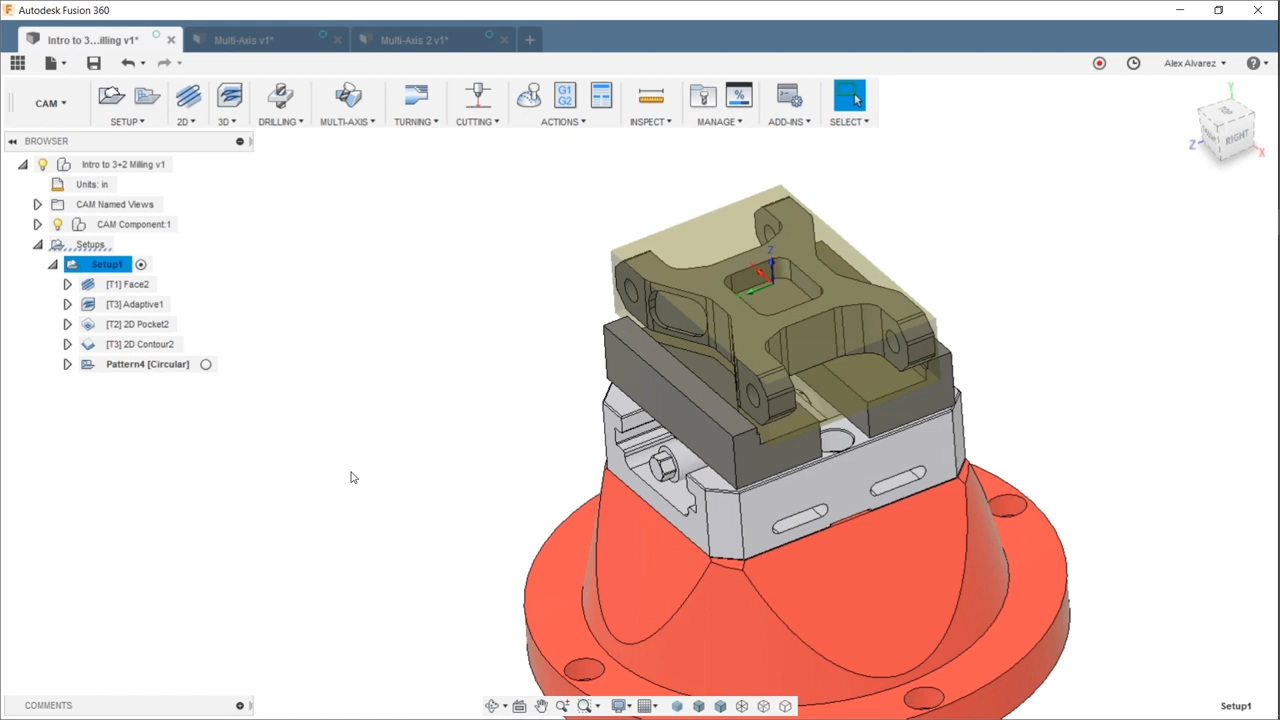 Autodesk Fusion 360
Intro to 3...illing v1*
Multi-Axis v1*
Multi-Axis 2 v1*
Alex Alvarez
CAM
SETUP
2D
3D
DRILLING
MULTI-AXIS
TURNING
CUTTING
G1
G2
ACTIONS
INSPECT
%
MANAGE
ADD-INS
SELECT
Y
RIGHT
Z
X
BROWSER
Intro to 3+2 Milling v1
Units: in
CAM Named Views
CAM Component:1
Setups
Setup1
[T1] Face2
[T3] Adaptive1
[T2] 2D Pocket2
[T3] 2D Contour2
Pattern4 [Circular]
Z
COMMENTS
Setup1